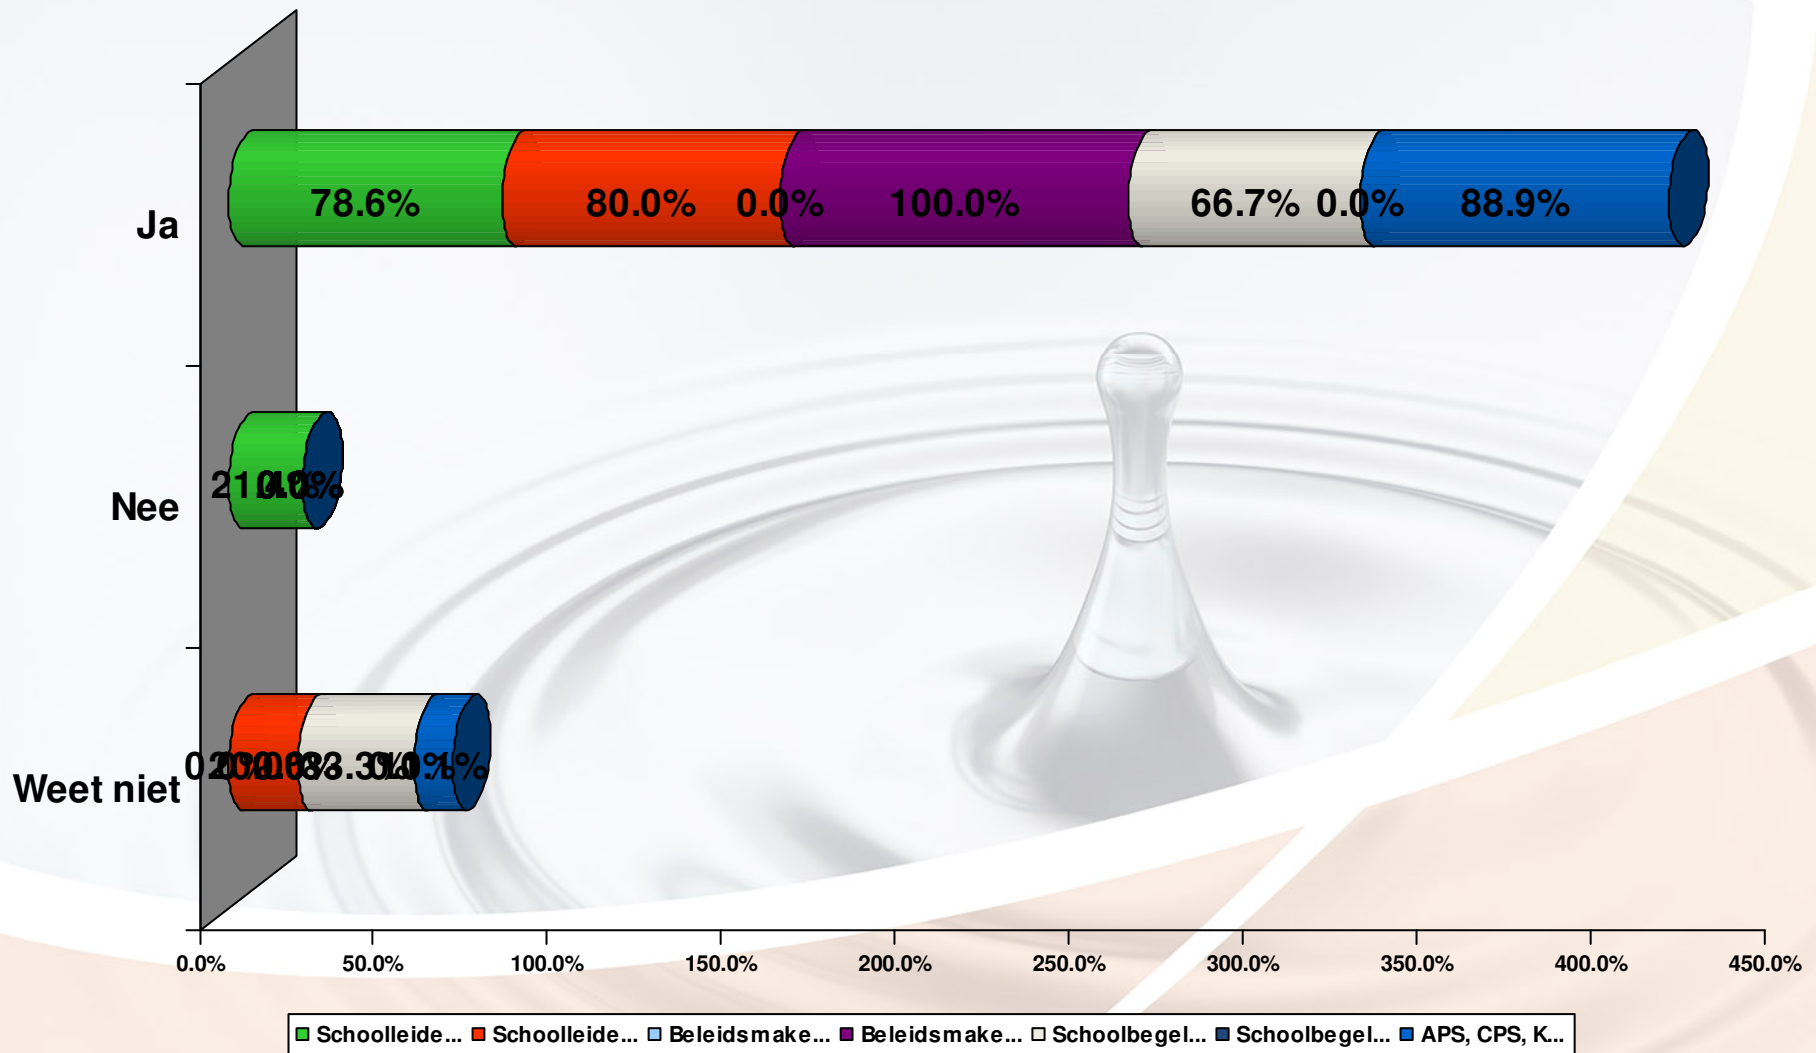 Ja
78.6% 80.0% 0.0% 100.0% 66.7% 0.0% 88.9%
Nee
Weet niet
0.0% 50.0% 100.0% 150.0% 200.0% 250.0% 300.0% 350.0% 400.0% 450.0%
Schoolleide... Schoolleide... Beleidsmake... Beleidsmake... Schoolbegel... Schoolbegel... APS, CPS, K...